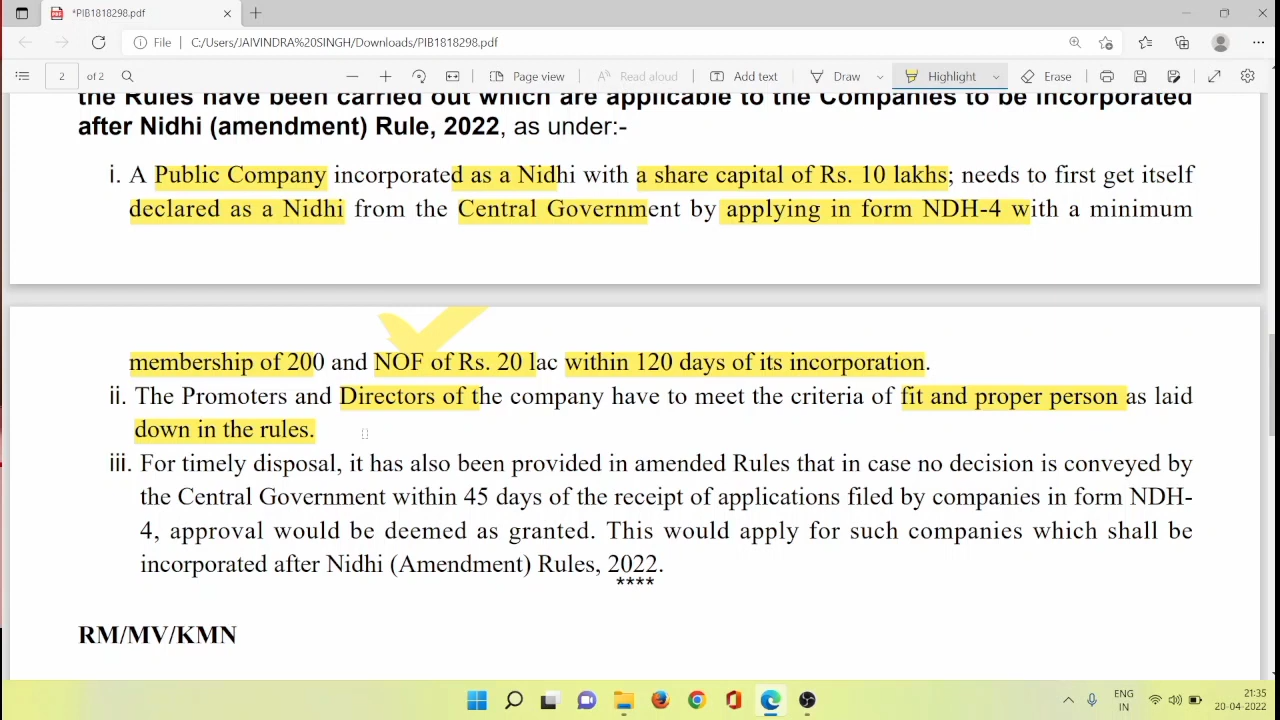 *PIB1818298.pdf
File | C:/Users/JAIVINDRA%20SINGH/Downloads/PIB1818298.pdf
2 of 2 Page view Read aloud Add text Draw Highlight Erase
the Rules have been carried out which are applicable to the Companies to be incorporated
after Nidhi (amendment) Rule, 2022, as under:-
i. A Public Company incorporated as a Nidhi with a share capital of Rs. 10 lakhs; needs to first get itself
declared as a Nidhi from the Central Government by applying in form NDH-4 with a minimum
membership of 200 and NOF of Rs. 20 lac within 120 days of its incorporation.
ii. The Promoters and Directors of the company have to meet the criteria of fit and proper person as laid
down in the rules.
iii. For timely disposal, it has also been provided in amended Rules that in case no decision is conveyed by
the Central Government within 45 days of the receipt of applications filed by companies in form NDH-
4, approval would be deemed as granted. This would apply for such companies which shall be
incorporated after Nidhi (Amendment) Rules, 2022.
****
RM/MV/KMN
ENG 21:35
IN 20-04-2022